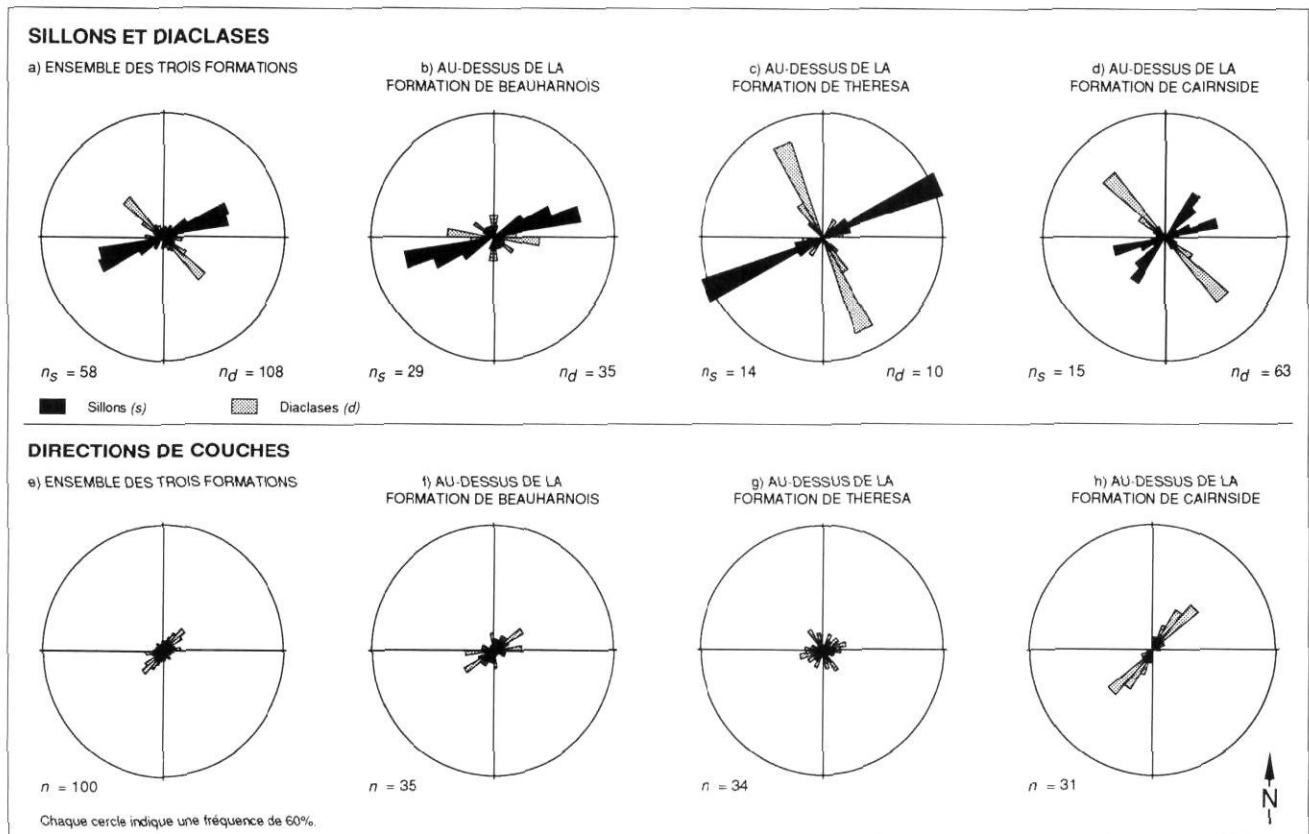 SILLONS ET DIACLASES
a) ENSEMBLE DES TROIS FORMATIONS
b) AU-DESSUS DE LA
FORMATION DE BEAUHARNOIS
c) AU-DESSUS DE LA
FORMATION DE THERESA
d) AU-DESSUS DE LA
FORMATION DE CAIRNSIDE
ns = 58
nd = 108
ns = 29
nd = 35
ns = 14
nd = 10
ns = 15
nd = 63
Sillons (s)
Diaclases (d)
DIRECTIONS DE COUCHES
e) ENSEMBLE DES TROIS FORMATIONS
f) AU-DESSUS DE LA
FORMATION DE BEAUHARNOIS
g) AU-DESSUS DE LA
FORMATION DE THERESA
h) AU-DESSUS DE LA
FORMATION DE CAIRNSIDE
n = 100
n = 35
n = 34
n = 31
N
Chaque cercle indique une fréquence de 60%.